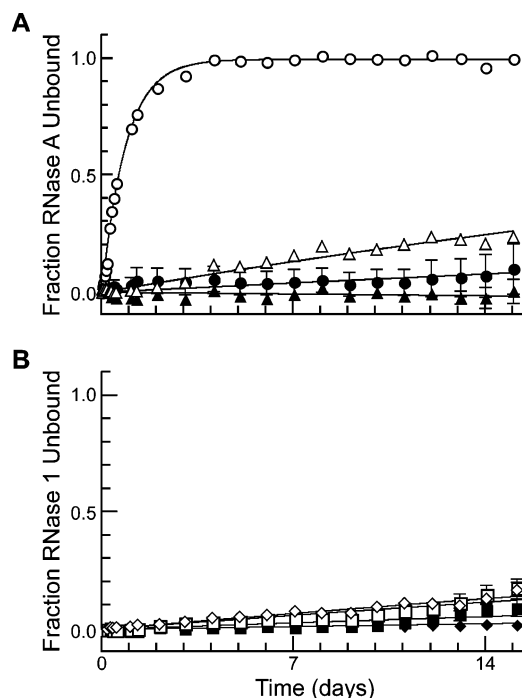 A
Fraction RNase A Unbound
1.0
0.5
0.0
B
Fraction RNase 1 Unbound
1.0
0.5
0.0
0
7
14
Time (days)